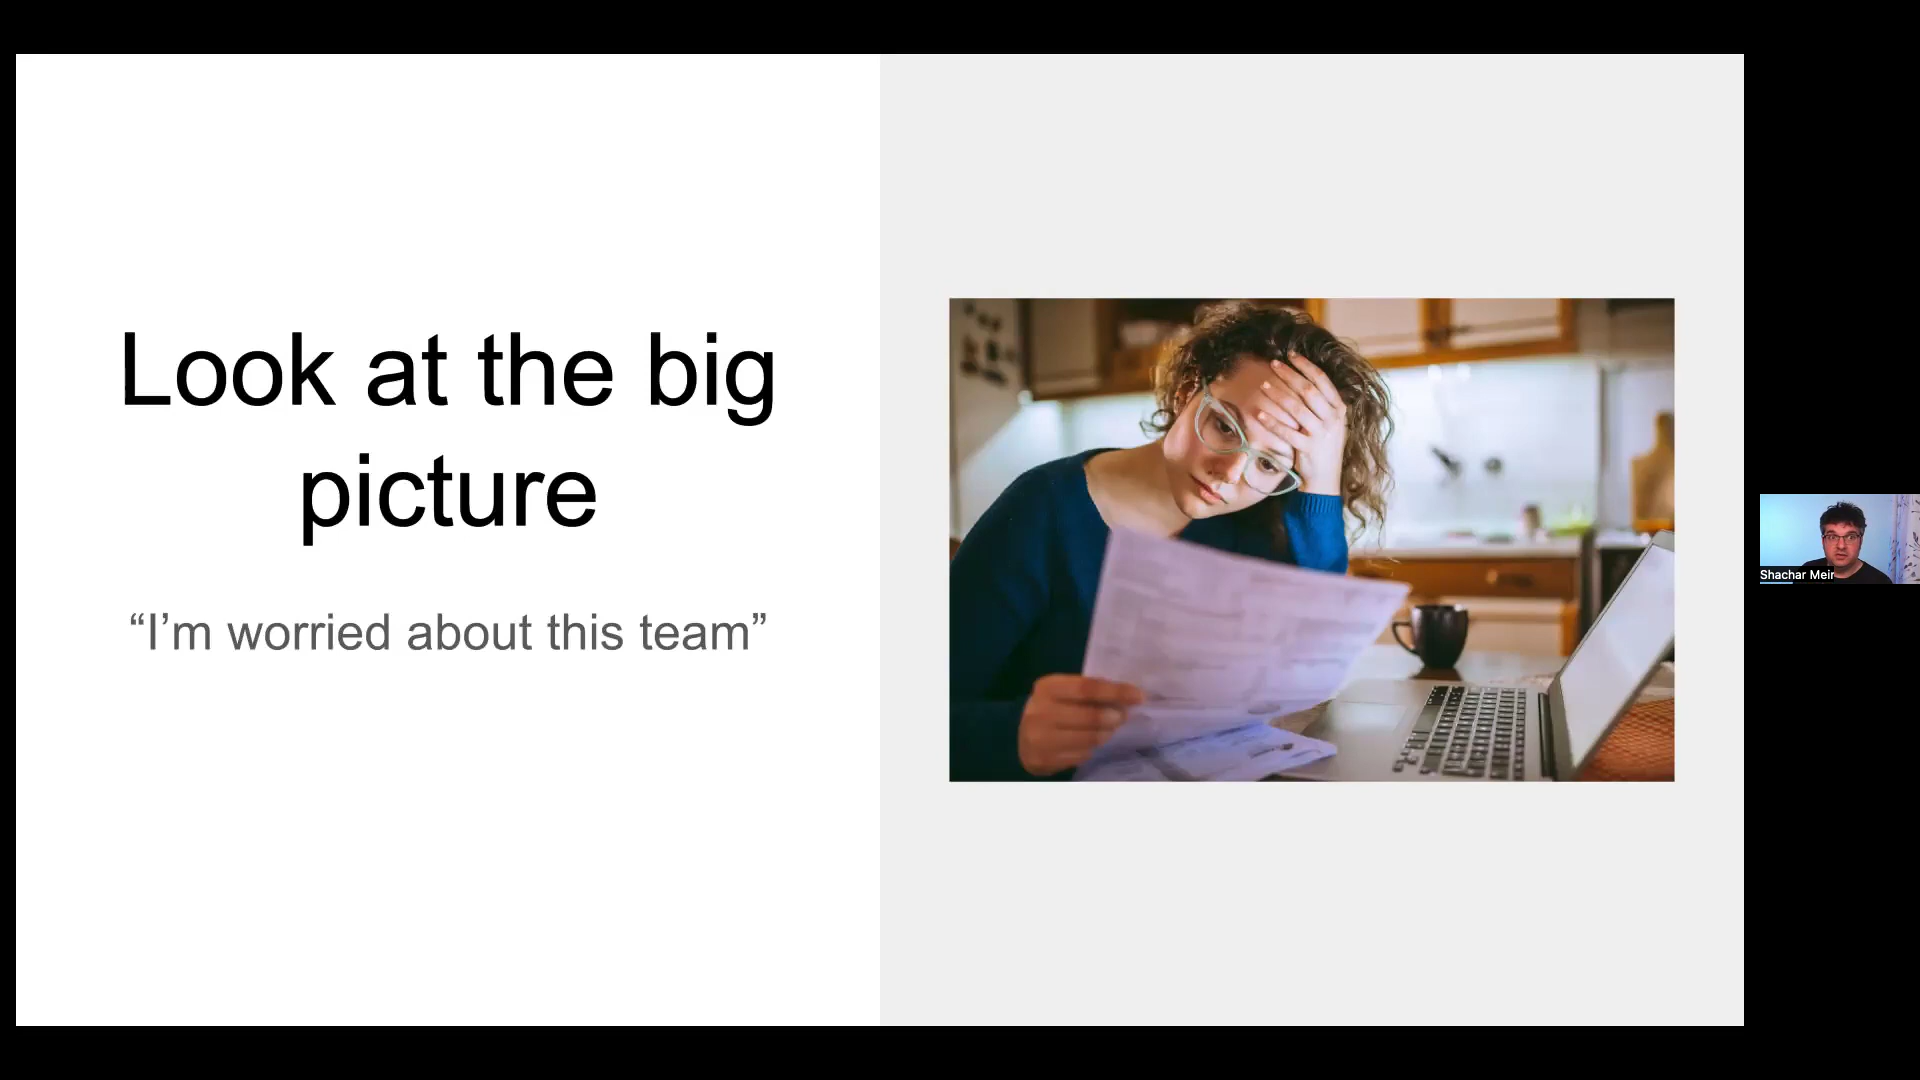 Look at the big
picture
“I’m worried about this team”
Shachar Meir